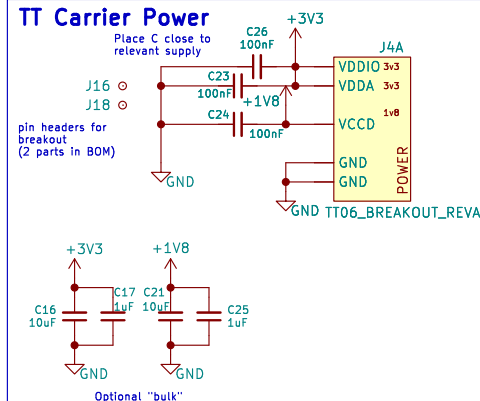 TT Carrier Power
Place C close to
relevant supply
C26
100nF
+3V3
J4A
VDDIO 3v3
VDDA 3v3
1v8
VCCD
GND
GND
POWER
TT06_BREAKOUT_REVA
J16
J18
C23
100nF
+1V8
C24
100nF
pin headers for
breakout
(2 parts in BOM)
GND
GND
+3V3
+1V8
C16
10uF
C17
1uF
C21
10uF
C25
1uF
GND
GND
Optional "bulk"